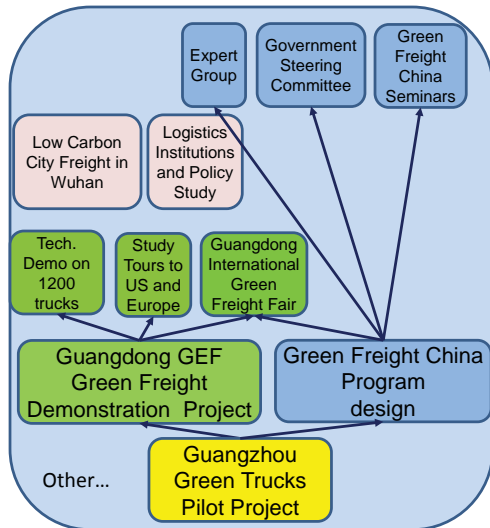 Expert
Group
Government
Steering
Committee
Green
Freight
China
Seminars
Low Carbon
City Freight in
Wuhan
Logistics
Institutions
and Policy
Study
Tech.
Demo on
1200
trucks
Study
Tours to
US and
Europe
Guangdong
International
Green
Freight Fair
Guangdong GEF
Green Freight
Demonstration Project
Green Freight China
Program
design
Other...
Guangzhou
Green Trucks
Pilot Project